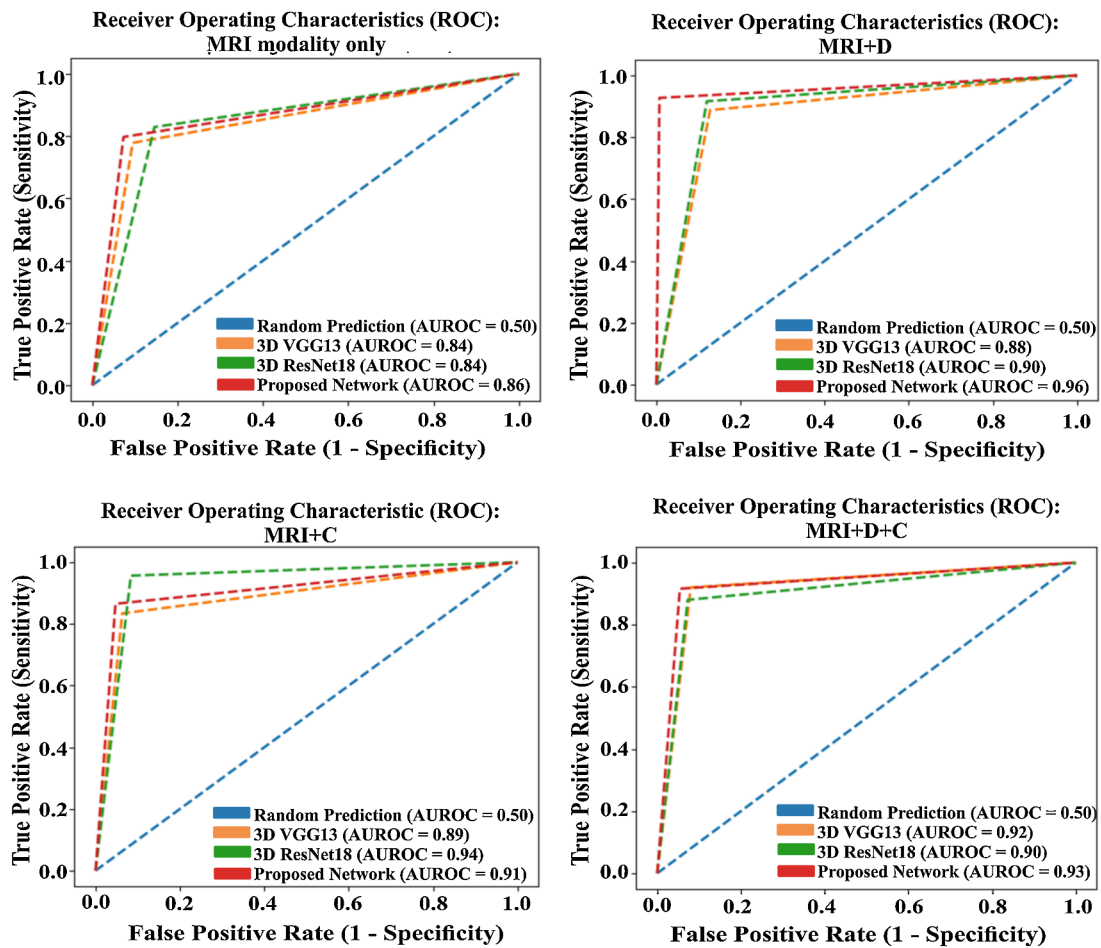 Receiver Operating Characteristics (ROC):
MRI modality only
True Positive Rate (Sensitivity)
1.0
0.8
0.6
0.4
0.2
0.0
Random Prediction (AUROC = 0.50)
3D VGG13 (AUROC = 0.84)
3D ResNet18 (AUROC = 0.84)
Proposed Network (AUROC = 0.86)
0.0 0.2 0.4 0.6 0.8 1.0
False Positive Rate (1 - Specificity)
Receiver Operating Characteristics (ROC):
MRI+D
True Positive Rate (Sensitivity)
1.0
0.8
0.6
0.4
0.2
0.0
Random Prediction (AUROC = 0.50)
3D VGG13 (AUROC = 0.88)
3D ResNet18 (AUROC = 0.90)
Proposed Network (AUROC = 0.96)
0.0 0.2 0.4 0.6 0.8 1.0
False Positive Rate (1 - Specificity)
Receiver Operating Characteristic (ROC):
MRI+C
True Positive Rate (Sensitivity)
1.0
0.8
0.6
0.4
0.2
0.0
Random Prediction (AUROC = 0.50)
3D VGG13 (AUROC = 0.89)
3D ResNet18 (AUROC = 0.94)
Proposed Network (AUROC = 0.91)
0.0 0.2 0.4 0.6 0.8 1.0
False Positive Rate (1 - Specificity)
Receiver Operating Characteristics (ROC):
MRI+D+C
True Positive Rate (Sensitivity)
1.0
0.8
0.6
0.4
0.2
0.0
Random Prediction (AUROC = 0.50)
3D VGG13 (AUROC = 0.92)
3D ResNet18 (AUROC = 0.90)
Proposed Network (AUROC = 0.93)
0.0 0.2 0.4 0.6 0.8 1.0
False Positive Rate (1 - Specificity)